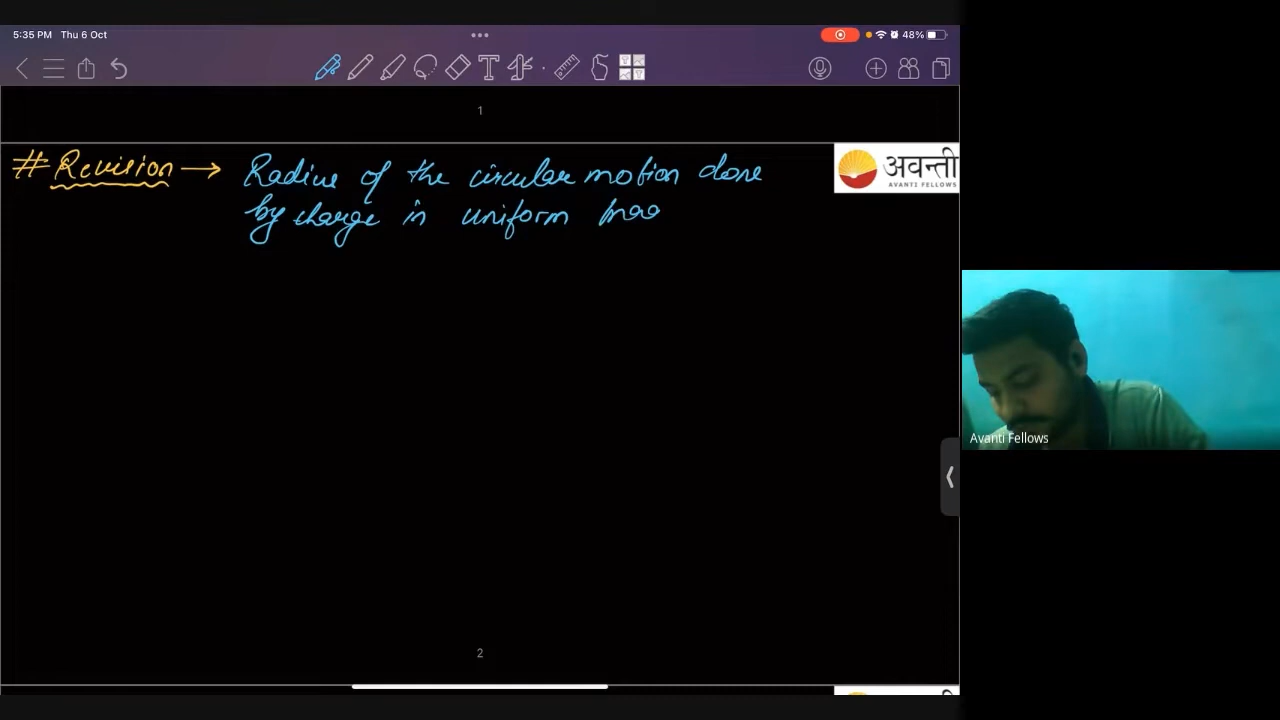 5:35 PM Thu 6 Oct
48%
1
# Revision → Radius of the circular motion done
by charge in uniform mag
अवन्ती
AVANTI FELLOWS
Avanti Fellows
2